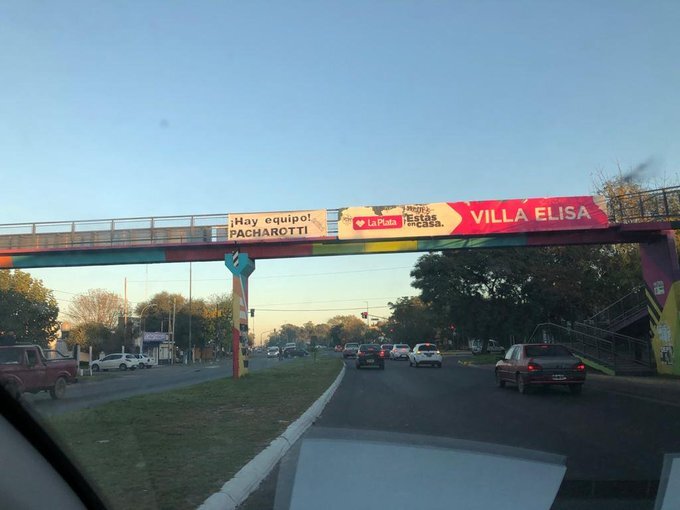 ¡Hay equipo!
PACHAROTTI
La Plata
¡Estás
en casa.
VILLA ELISA